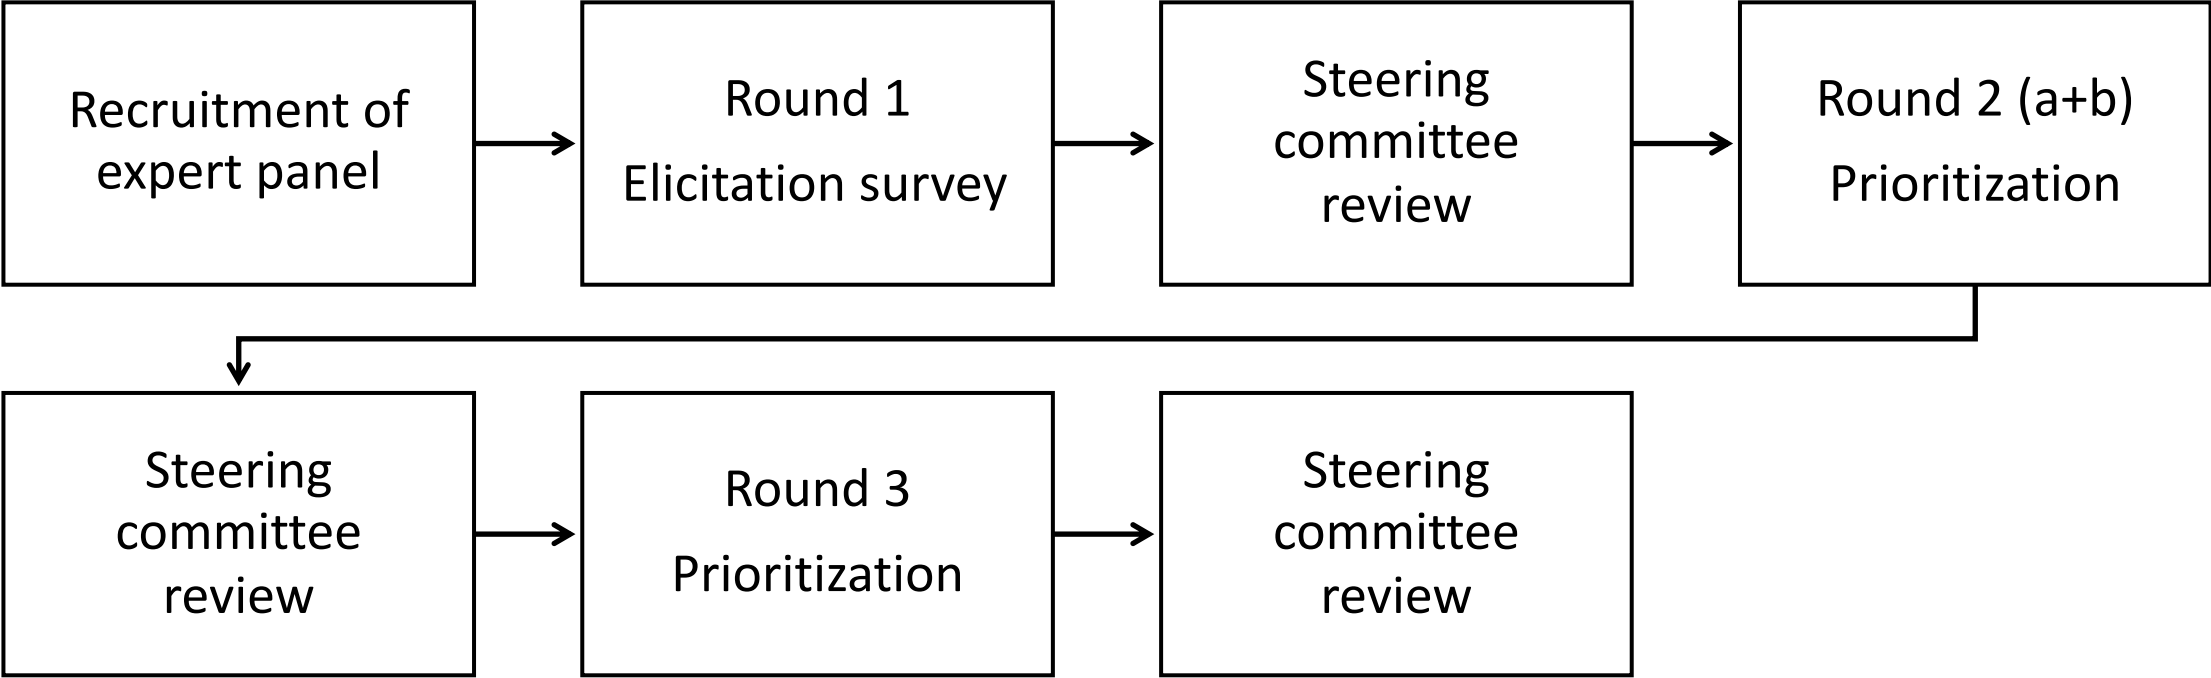 Recruitment of
expert panel
Round 1
Elicitation survey
Steering
committee
review
Round 2 (a+b)
Prioritization
Steering
committee
review
Round 3
Prioritization
Steering
committee
review